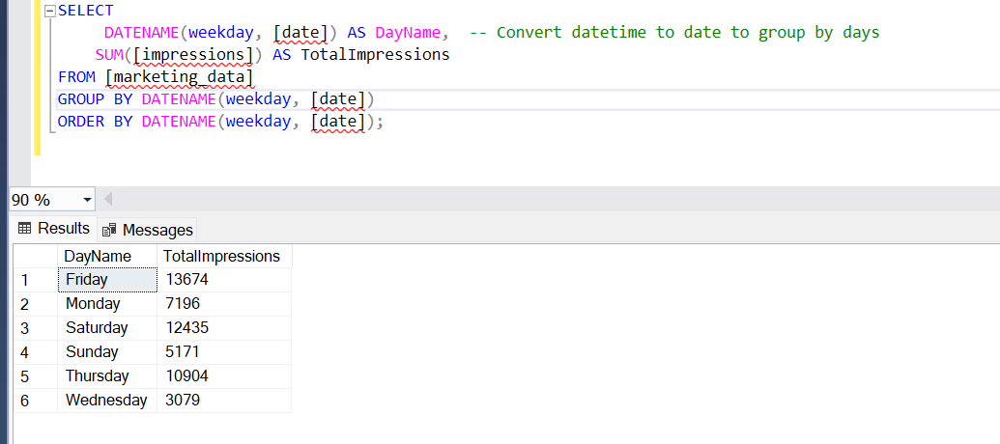 SELECT
DATENAME(weekday, [date]) AS DayName,  -- Convert datetime to date to group by days
SUM([impressions]) AS TotalImpressions
FROM [marketing_data]
GROUP BY DATENAME(weekday, [date])
ORDER BY DATENAME(weekday, [date]);
90 %
Results Messages
DayName TotalImpressions
1 Friday 13674
2 Monday 7196
3 Saturday 12435
4 Sunday 5171
5 Thursday 10904
6 Wednesday 3079